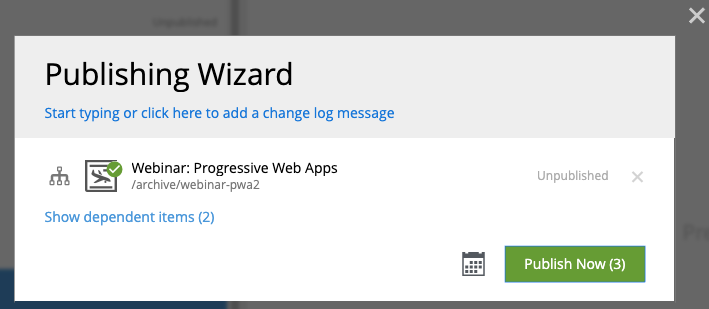 Unpublished
Publishing Wizard
Start typing or click here to add a change log message
Webinar: Progressive Web Apps
/archive/webinar-pwa2
Unpublished
Show dependent items (2)
Publish Now (3)